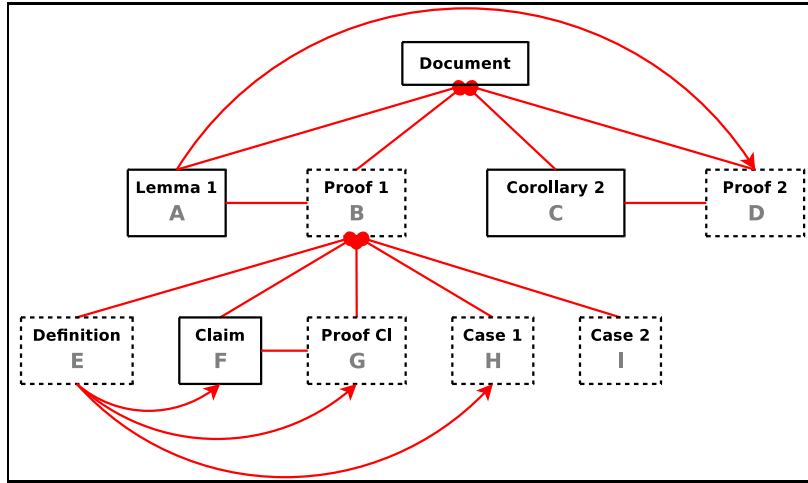 Document
Lemma 1
A
Proof 1
B
Corollary 2
C
Proof 2
D
Definition
E
Claim
F
Proof Cl
G
Case 1
H
Case 2
I